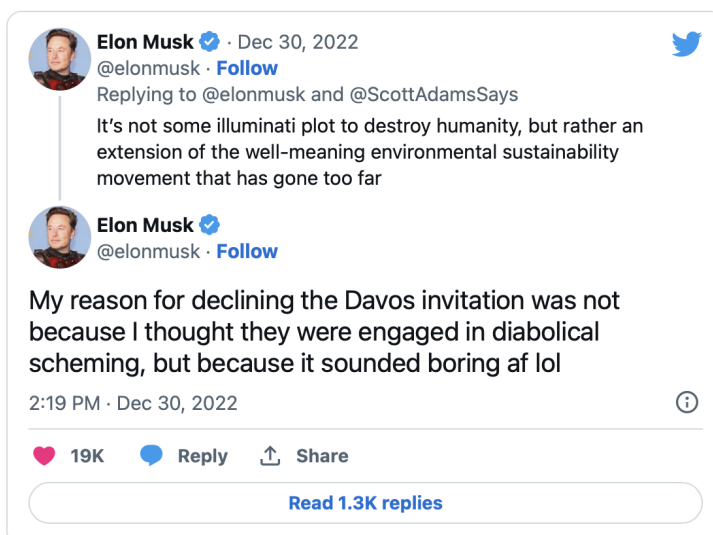 Elon Musk · Dec 30, 2022
@elonmusk · Follow
Replying to @elonmusk and @ScottAdamsSays
It’s not some illuminati plot to destroy humanity, but rather an
extension of the well-meaning environmental sustainability
movement that has gone too far
Elon Musk
@elonmusk · Follow
My reason for declining the Davos invitation was not
because I thought they were engaged in diabolical
scheming, but because it sounded boring af lol
2:19 PM · Dec 30, 2022
19K Reply Share
Read 1.3K replies